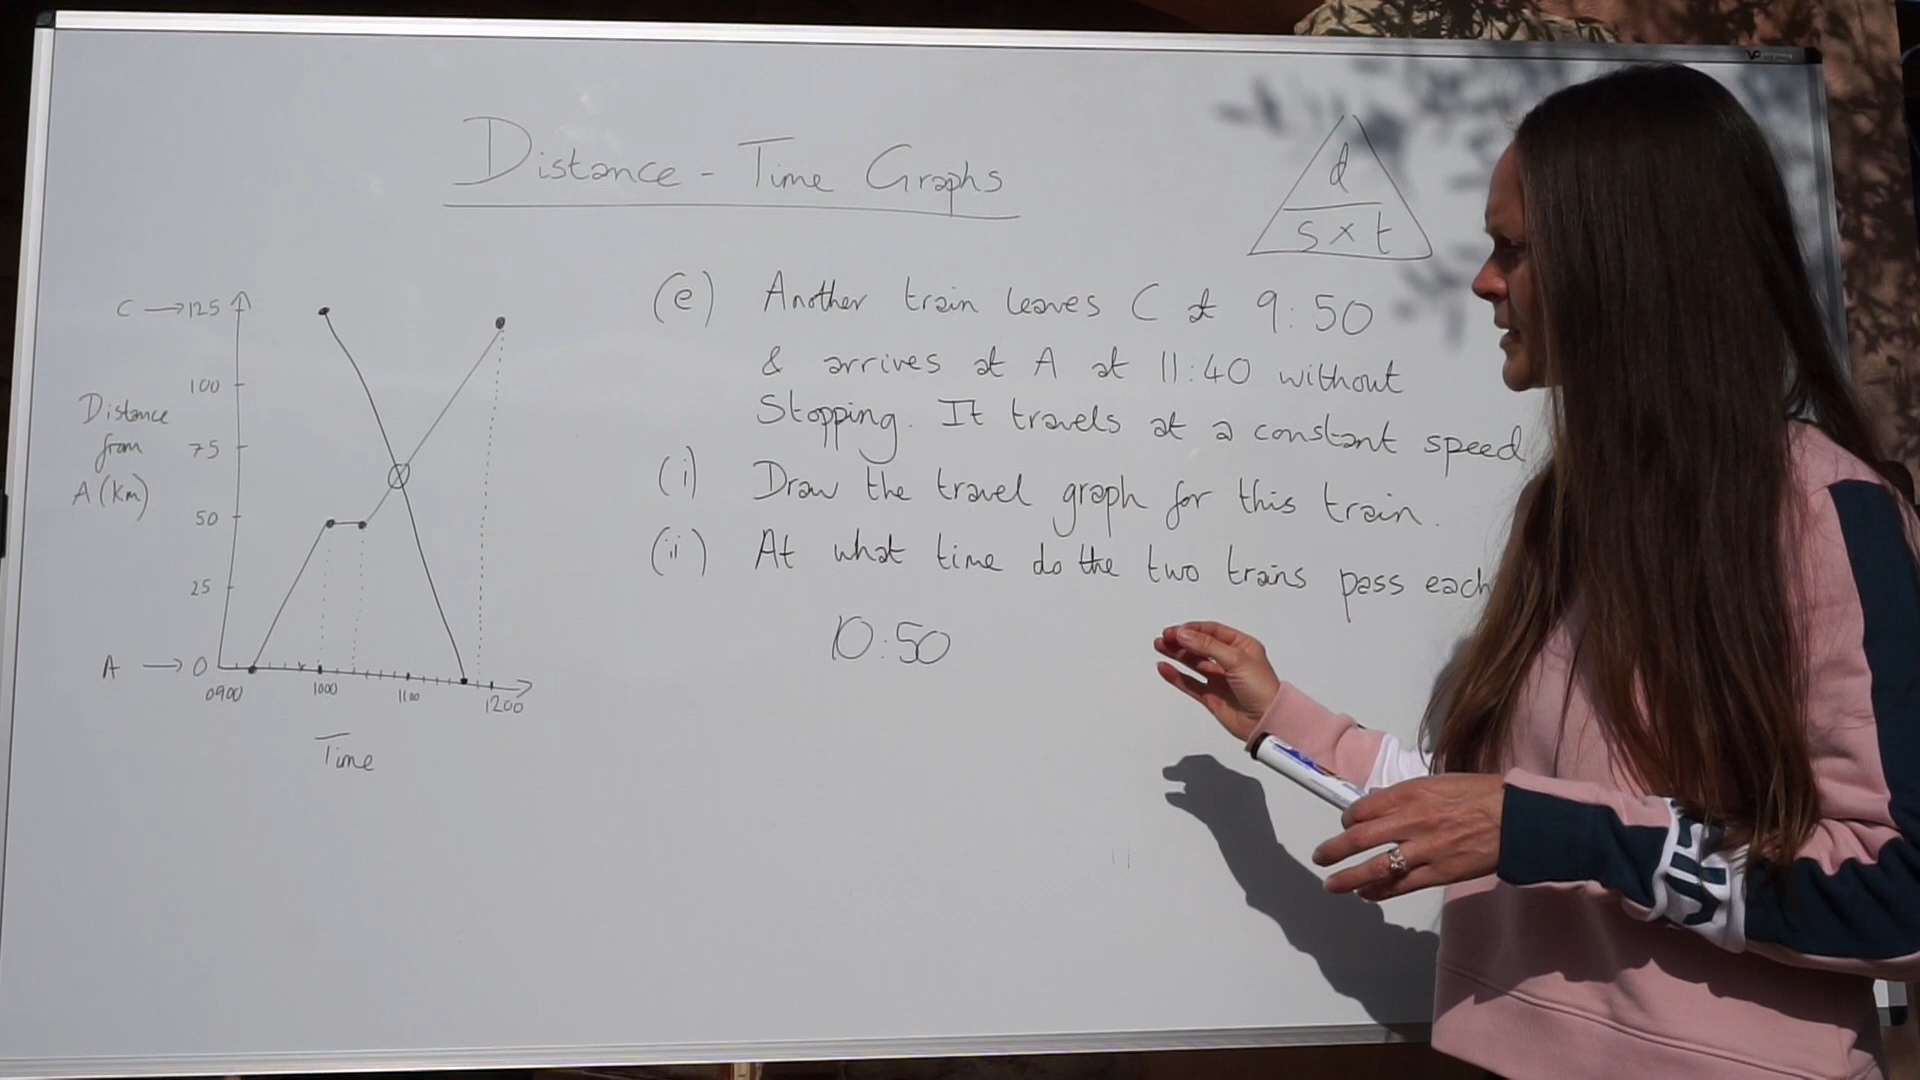 Distance - Time Graphs
d
s x t
(e) Another train leaves C at 9:50
& arrives at A at 11:40 without
Stopping. It travels at a constant speed
(i) Draw the travel graph for this train.
(ii) At what time do the two trains pass each
10:50
C → 125
100
75
50
25
A → 0
Distance
from
A (Km)
0900 1000 1100 1200
Time